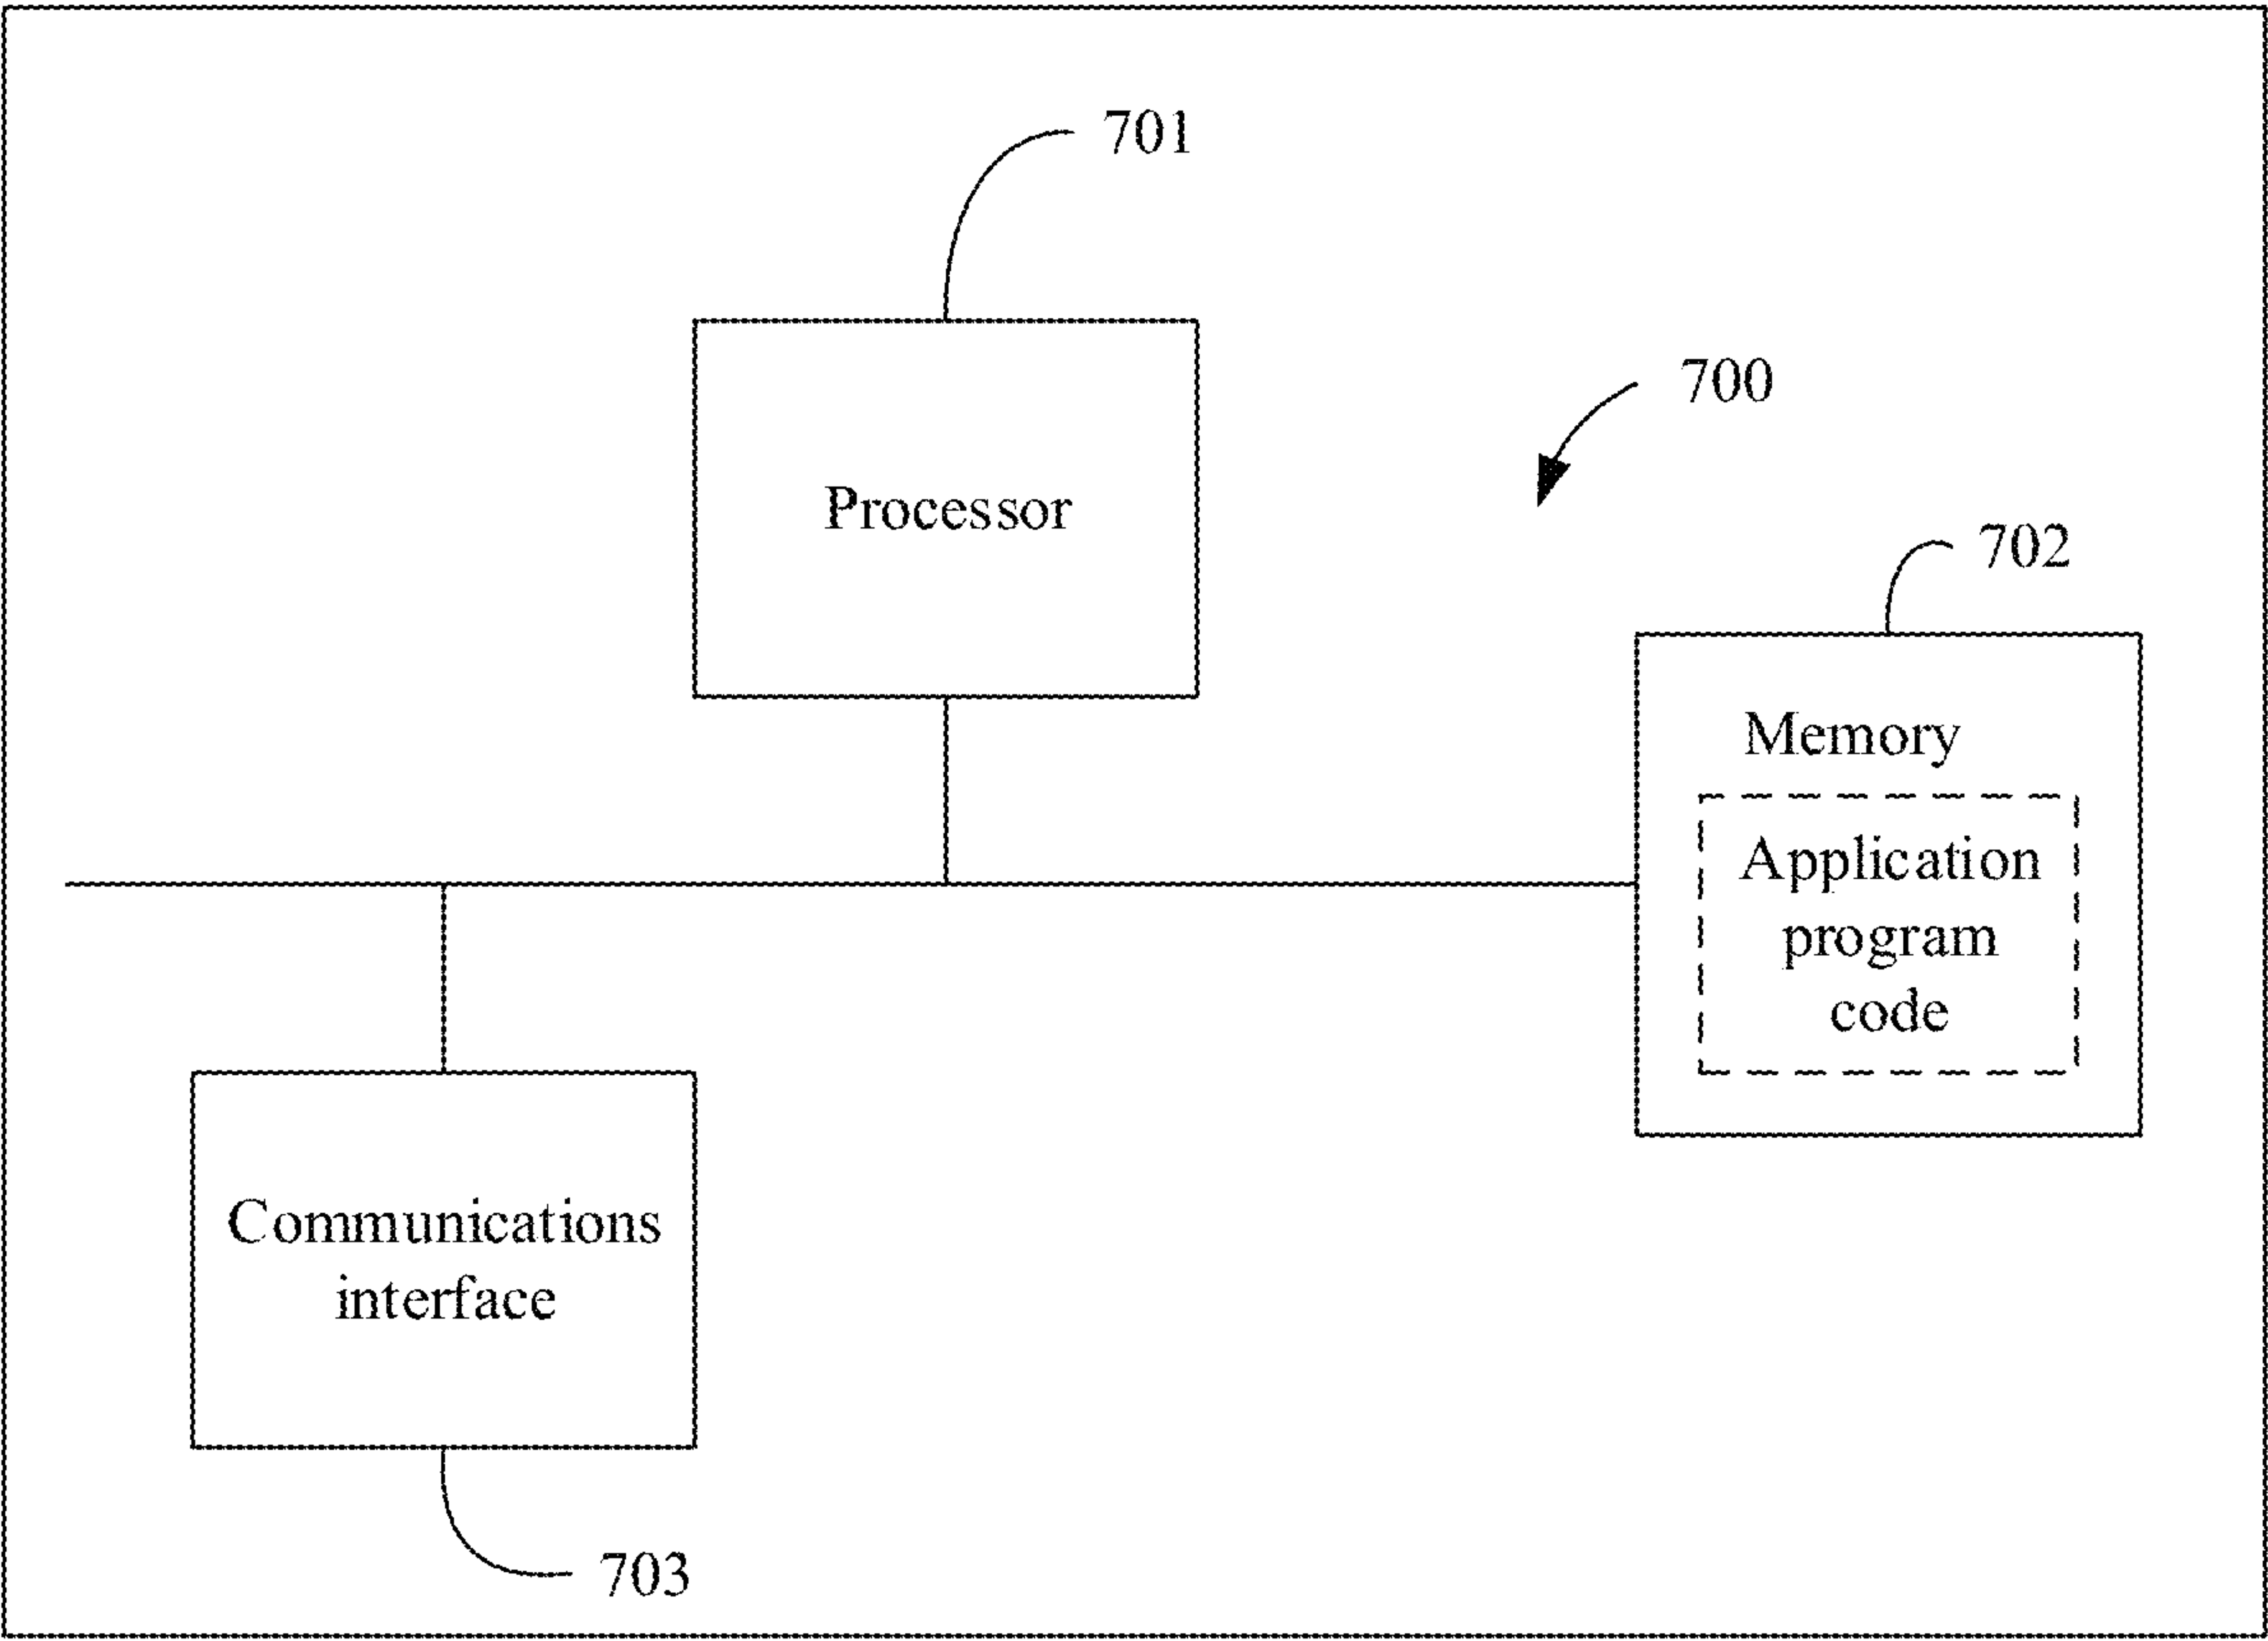 701
Processor
700
702
Memory
Application
program
code
Communications
interface
703